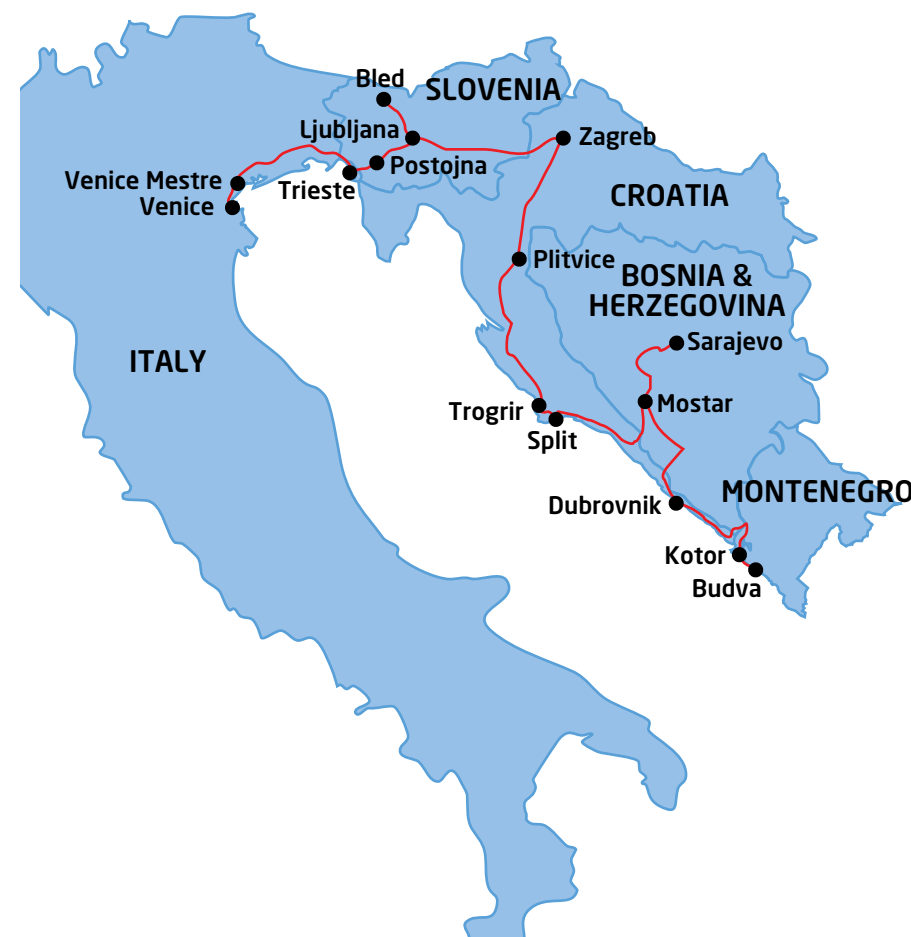 Bled
SLOVENIA
Ljubljana
Zagreb
Postojna
Venice Mestre
Trieste
Venice
CROATIA
Plitvice
BOSNIA &
HERZEGOVINA
Sarajevo
ITALY
Mostar
Trogrir
Split
MONTENEGRO
Dubrovnik
Kotor
Budva